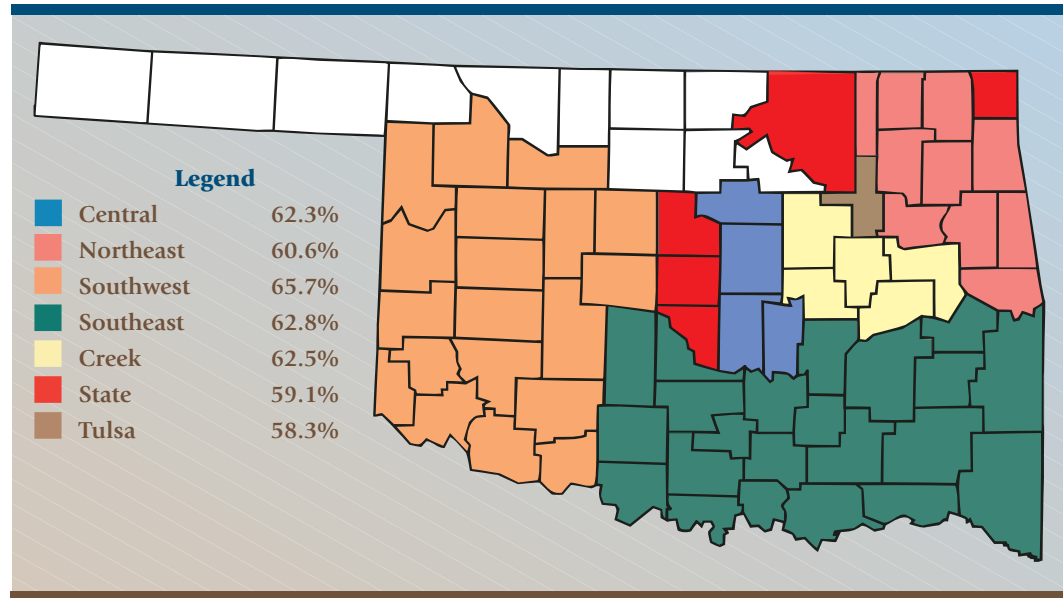 Legend
Central 62.3%
Northeast 60.6%
Southwest 65.7%
Southeast 62.8%
Creek 62.5%
State 59.1%
Tulsa 58.3%